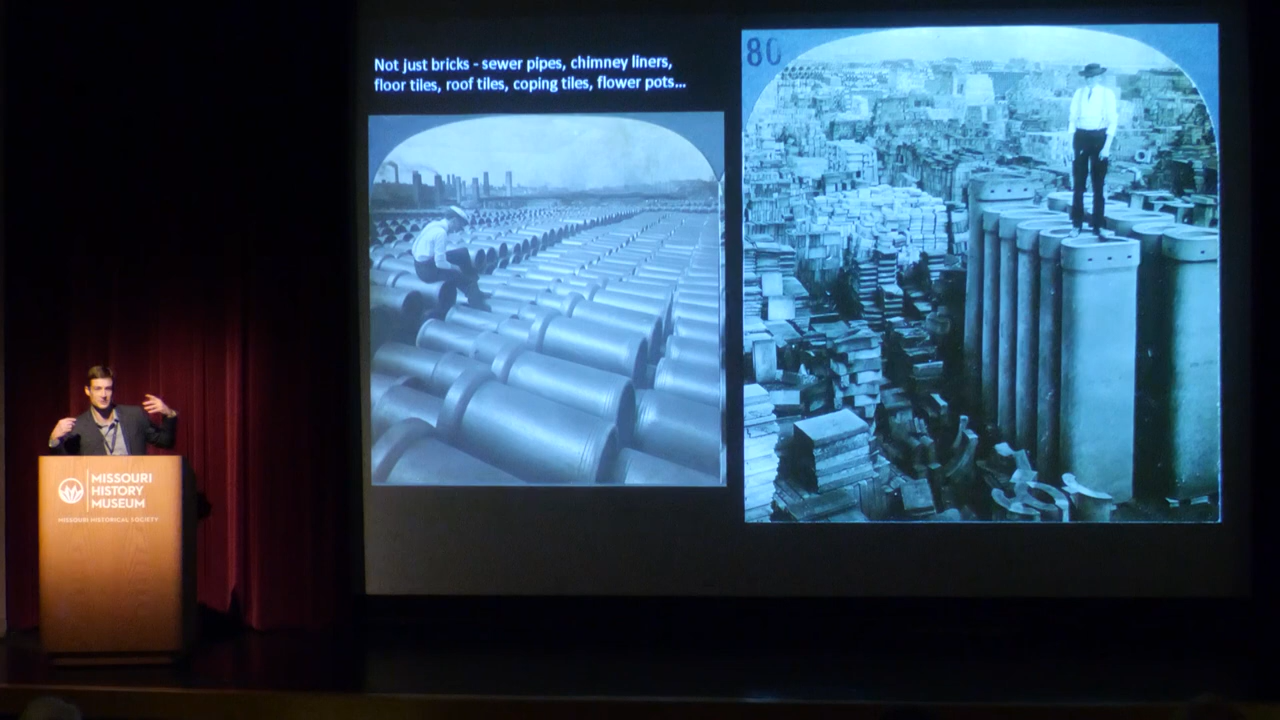 Not just bricks - sewer pipes, chimney liners,
floor tiles, roof tiles, coping tiles, flower pots...
80
MISSOURI
HISTORY
MUSEUM
MISSOURI HISTORICAL SOCIETY